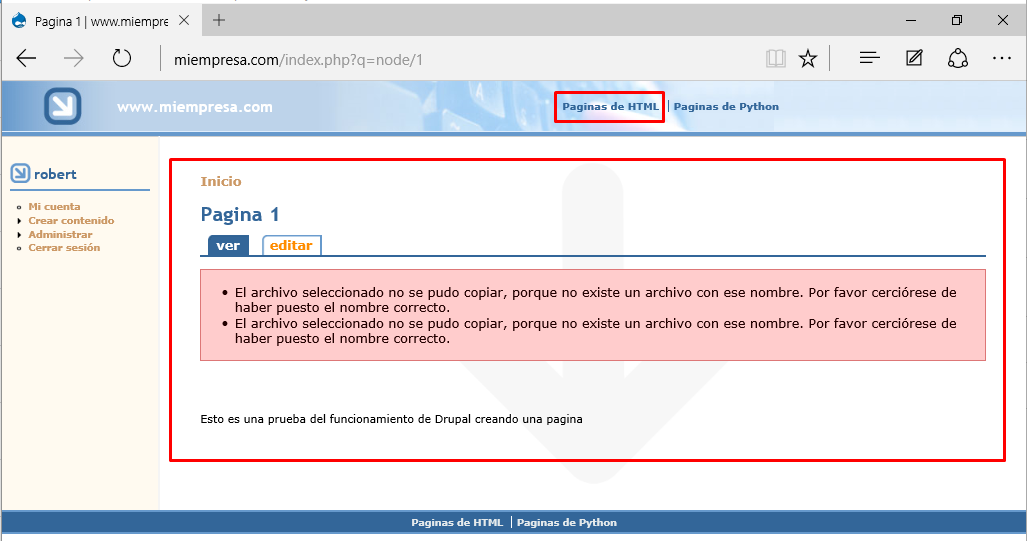 Pagina 1 | www.miempre
miempresa.com/index.php?q=node/1
www.miempresa.com
Paginas de HTML | Paginas de Python
robert
Mi cuenta
Crear contenido
Administrar
Cerrar sesión
Inicio
Pagina 1
ver editar
El archivo seleccionado no se pudo copiar, porque no existe un archivo con ese nombre. Por favor cerciórese de
haber puesto el nombre correcto.
El archivo seleccionado no se pudo copiar, porque no existe un archivo con ese nombre. Por favor cerciórese de
haber puesto el nombre correcto.
Esto es una prueba del funcionamiento de Drupal creando una pagina
Paginas de HTML | Paginas de Python